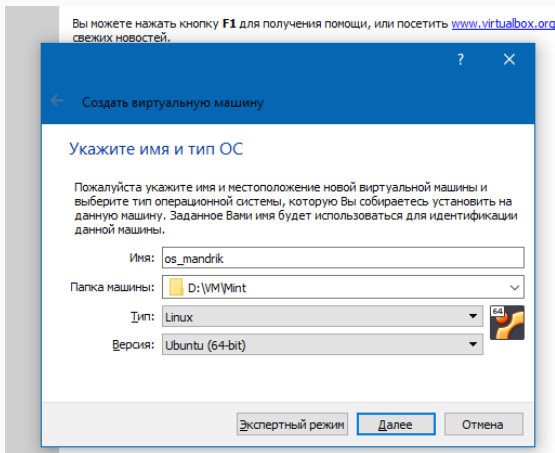 Вы можете нажать кнопку F1 для получения помощи, или посетить www.virtualbox.org
свежих новостей.
?
Создать виртуальную машину
Укажите имя и тип ОС
Пожалуйста укажите имя и местоположение новой виртуальной машины и
выберите тип операционной системы, которую Вы собираетесь установить на
данную машину. Заданное Вами имя будет использоваться для идентификации
данной машины.
Имя: os_mandrik
Папка машины: D:\VM\Mint
Тип: Linux
64
Версия: Ubuntu (64-bit)
Экспертный режим Далее Отмена